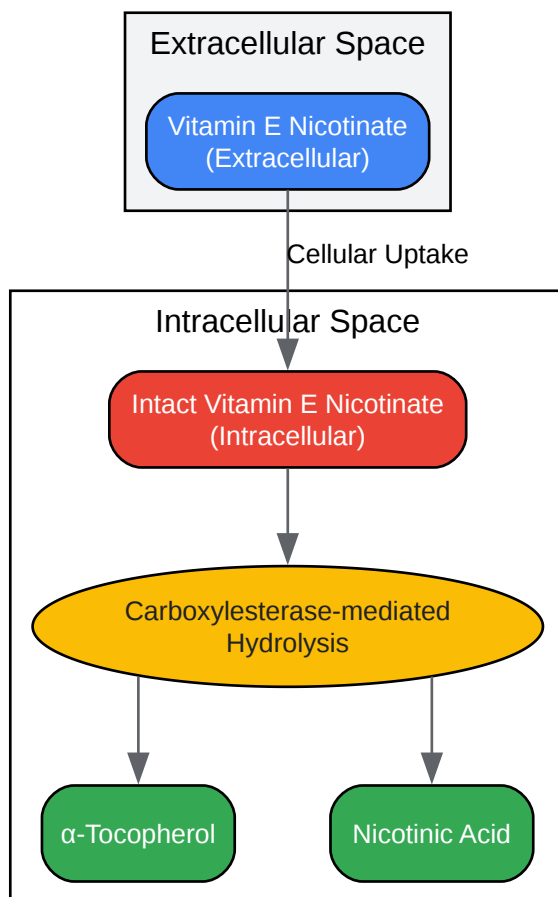 Extracellular Space
Vitamin E Nicotinate
(Extracellular)
Cellular Uptake
Intracellular Space
Intact Vitamin E Nicotinate
(Intracellular)
Carboxylesterase-mediated
Hydrolysis
α-Tocopherol
Nicotinic Acid